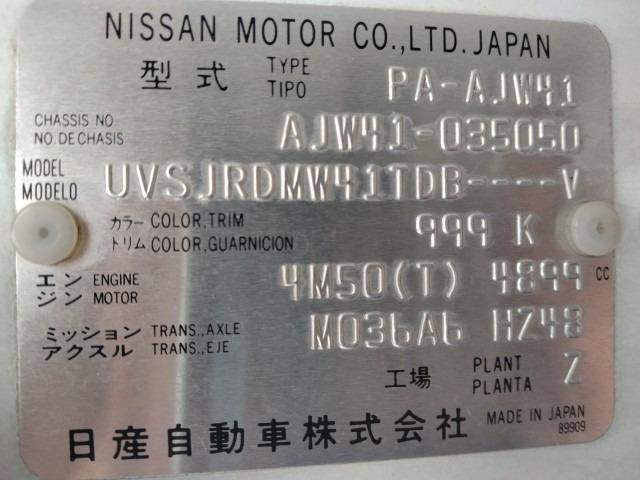 NISSAN MOTOR CO.,LTD. JAPAN
型式 TYPE TIPO PA-AJW41
CHASSIS NO. NO. DE CHASIS AJW41-035050
MODEL MODELO UVSJRDMW41TDB----V
カラー COLOR,TRIM
トリム COLOR,GUARNICION 999 K
エンジン ENGINE MOTOR 4M50(T) 4899 CC
ミッション TRANS.,AXLE
アクスル TRANS.,EJE M036A6 HZ48
工場 PLANT PLANTA Z
日産自動車株式会社 MADE IN JAPAN
89909